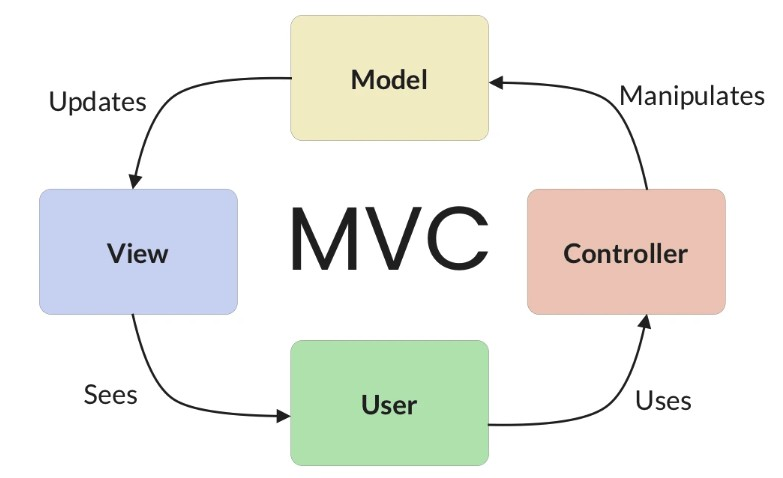 Model
Updates
Manipulates
MVC
View
Controller
User
Sees
Uses